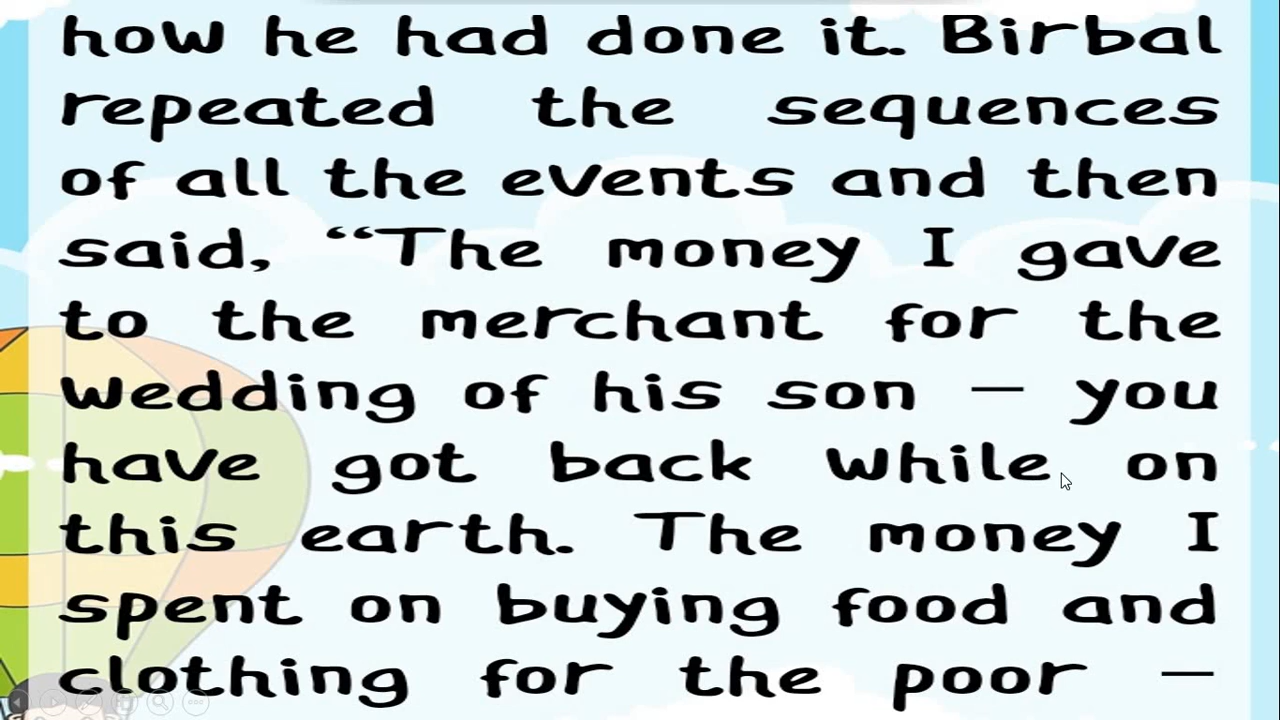 how he had done it. Birbal
repeated the sequences
of all the events and then
said, “The money I gave
to the merchant for the
wedding of his son – you
have got back while on
this earth. The money I
spent on buying food and
clothing for the poor –